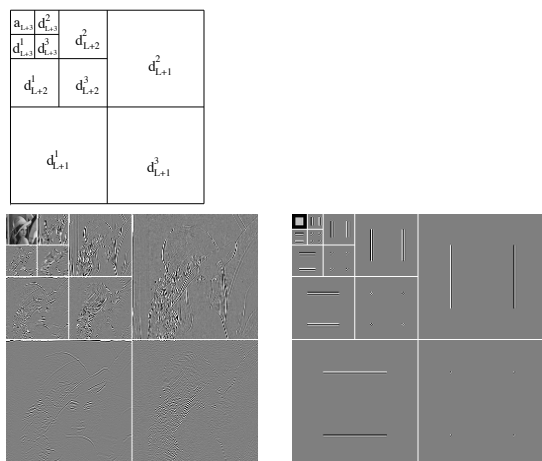 a_{L+3} d^2_{L+3}
d^1_{L+3} d^3_{L+3}
d^2_{L+2}
d^2_{L+1}
d^1_{L+2} d^3_{L+2}
d^1_{L+1} d^3_{L+1}